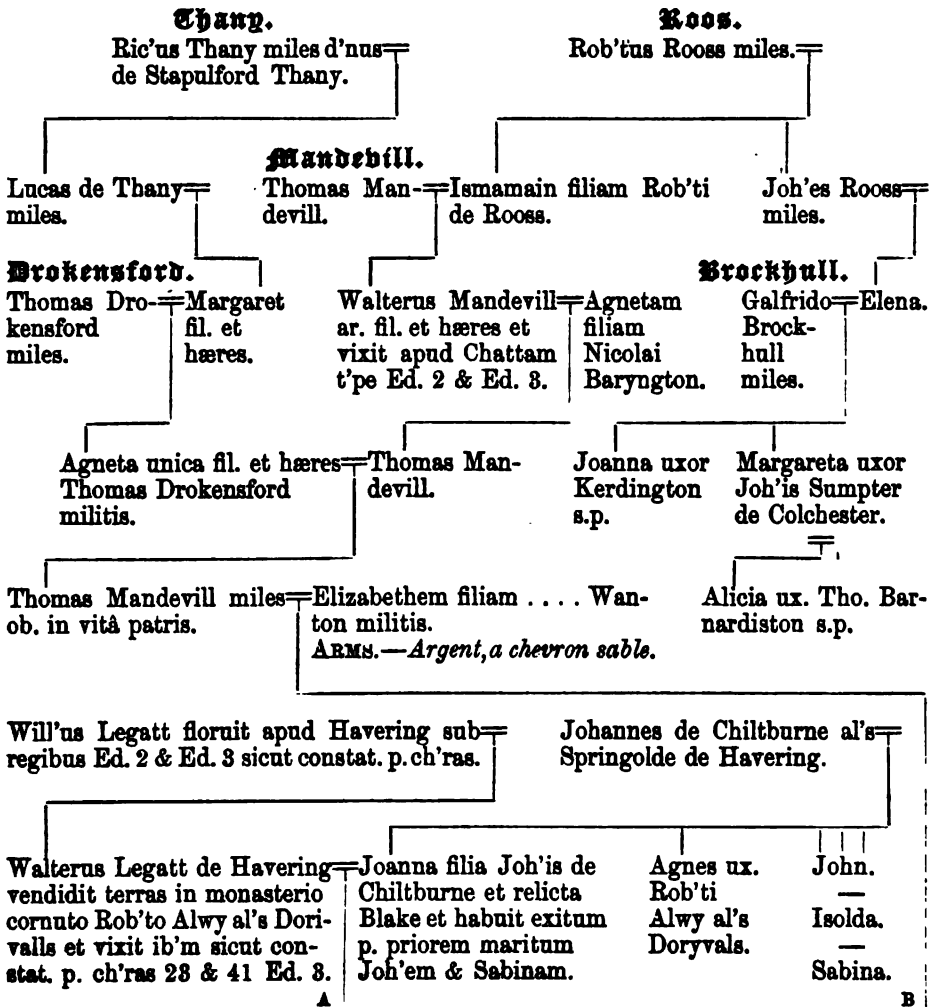 Thany.
Roos.
Ric'us Thany miles d'nus
de Stapulford Thany.
Rob'tus Rooss miles.
Mandevill.
Lucas de Thany
miles.
Thomas Man-
devill.
Ismamain filiam Rob'ti
de Rooss.
Joh'es Rooss
miles.
Drokensford.
Brockhull.
Thomas Dro-
kensford
miles.
Margaret
fil. et
hæres.
Walterus Mandevill
ar. fil. et hæres et
vixit apud Chattam
t'pe Ed. 2 & Ed. 3.
Agnetam
filiam
Nicolai
Baryngton.
Galfrido
Brock-
hull
miles.
Elena.
Agneta unica fil. et hæres
Thomas Drokensford
militis.
Thomas Man-
devill.
Joanna uxor
Kerdington
s.p.
Margareta uxor
Joh'is Sumpter
de Colchester.
Thomas Mandevill miles
ob. in vitâ patris.
Elizabethem filiam .... Wan-
ton militis.
ARMS.—Argent, a chevron sable.
Alicia ux. Tho. Bar-
nardiston s.p.
Will'us Legatt floruit apud Havering sub
regibus Ed. 2 & Ed. 3 sicut constat. p. ch'ras.
Johannes de Chiltburne al's
Springolde de Havering.
Walterus Legatt de Havering
vendidit terras in monasterio
cornuto Rob'to Alwy al's Dori-
valls et vixit ib'm sicut con-
stat. p. ch'ras 23 & 41 Ed. 3.
Joanna filia Joh'is de
Chiltburne et relicta
Blake et habuit exitum
p. priorem maritum
Joh'em & Sabinam.
Agnes ux.
Rob'ti
Alwy al's
Doryvals.
John.
—
Isolda.
—
Sabina.
A
B